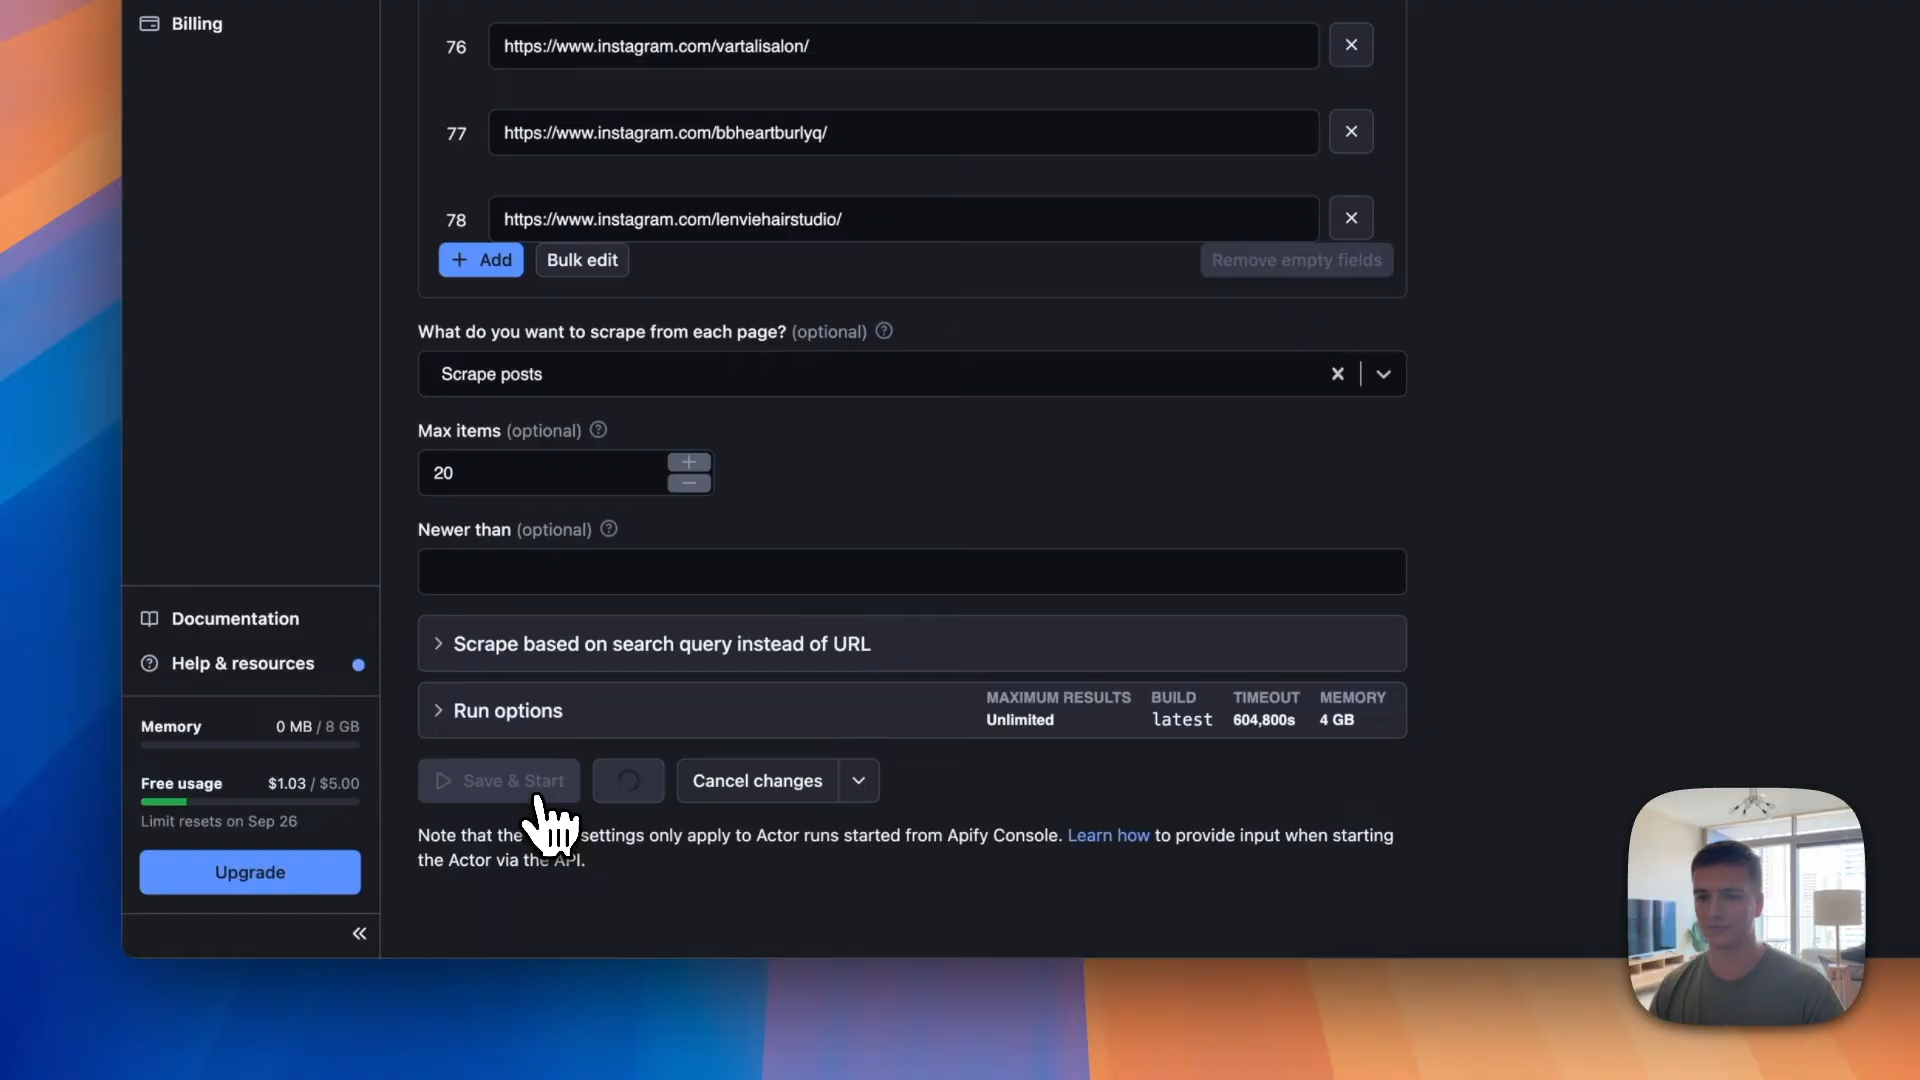 Billing
76 https://www.instagram.com/vartalisalon/
77 https://www.instagram.com/bbheartburlyq/
78 https://www.instagram.com/lenviehairstudio/
+ Add Bulk edit Remove empty fields
What do you want to scrape from each page? (optional)
Scrape posts
Max items (optional)
20
Newer than (optional)
Documentation
Scrape based on search query instead of URL
Help & resources
Run options
MAXIMUM RESULTS BUILD TIMEOUT MEMORY
Unlimited latest 604,800s 4 GB
Memory 0 MB / 8 GB
Free usage $1.03 / $5.00
Limit resets on Sep 26
Upgrade
Save & Start Cancel changes
Note that the settings only apply to Actor runs started from Apify Console. Learn how to provide input when starting
the Actor via the API.